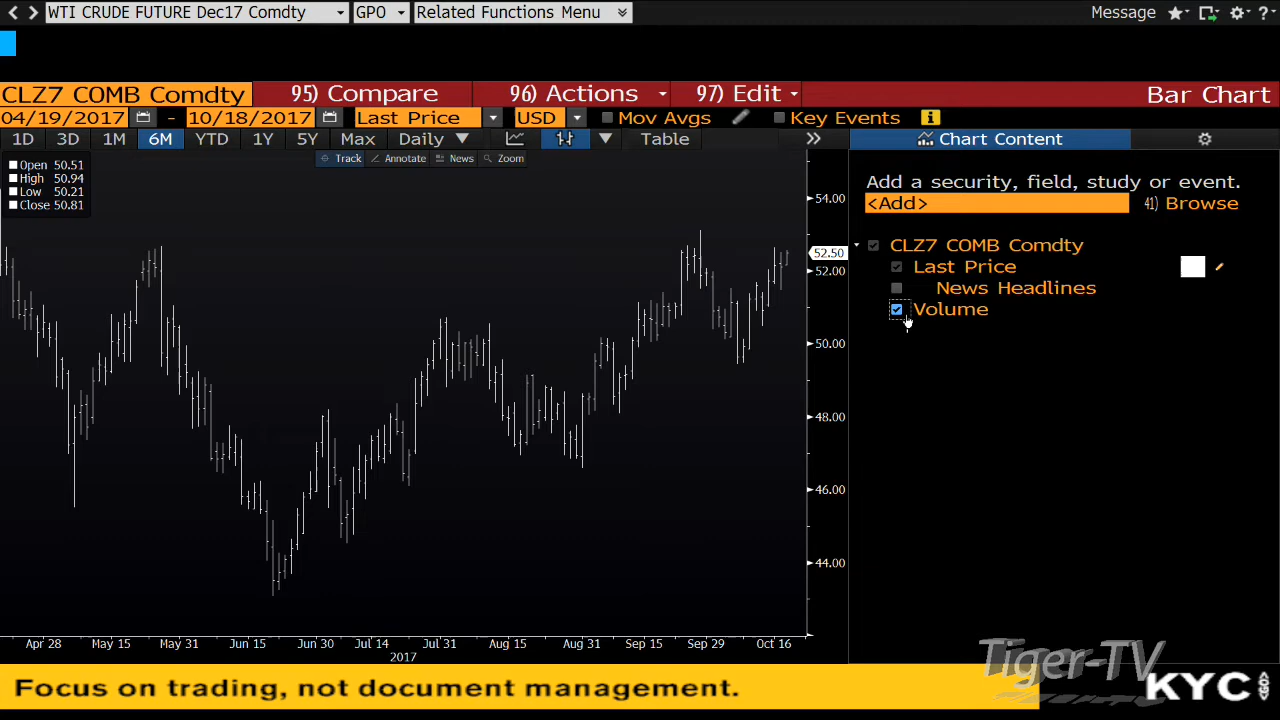 WTI CRUDE FUTURE Dec17 Comdty GPO Related Functions Menu Message ?
CLZ7 COMB Comdty 95) Compare 96) Actions 97) Edit Bar Chart
04/19/2017 - 10/18/2017 Last Price USD Mov Avgs Key Events i
1D 3D 1M 6M YTD 1Y 5Y Max Daily Table Chart Content
Track Annotate News Zoom
Open 50.51
High 50.94
Low 50.21
Close 50.81
Add a security, field, study or event.
<Add> 41) Browse
CLZ7 COMB Comdty
Last Price
News Headlines
Volume
54.00
52.50
52.00
50.00
48.00
46.00
44.00
Apr 28 May 15 May 31 Jun 15 Jun 30 Jul 14 Jul 31 Aug 15 Aug 31 Sep 15 Sep 29 Oct 16
2017
Tiger-TV
Focus on trading, not document management.
KYC